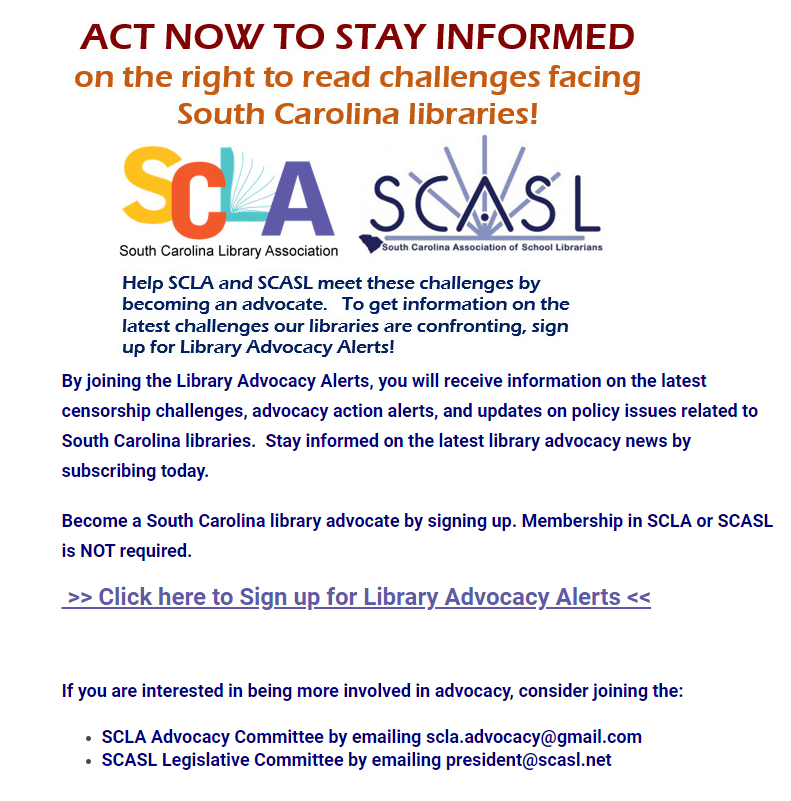 ACT NOW TO STAY INFORMED
on the right to read challenges facing
South Carolina libraries!
SCLA
South Carolina Library Association
SCASL
South Carolina Association of School Librarians
Help SCLA and SCASL meet these challenges by
becoming an advocate.   To get information on the
latest challenges our libraries are confronting, sign
up for Library Advocacy Alerts!
By joining the Library Advocacy Alerts, you will receive information on the latest
censorship challenges, advocacy action alerts, and updates on policy issues related to
South Carolina libraries.  Stay informed on the latest library advocacy news by
subscribing today.
Become a South Carolina library advocate by signing up. Membership in SCLA or SCASL
is NOT required.
>> Click here to Sign up for Library Advocacy Alerts <<
If you are interested in being more involved in advocacy, consider joining the:
• SCLA Advocacy Committee by emailing scla.advocacy@gmail.com
• SCASL Legislative Committee by emailing president@scasl.net